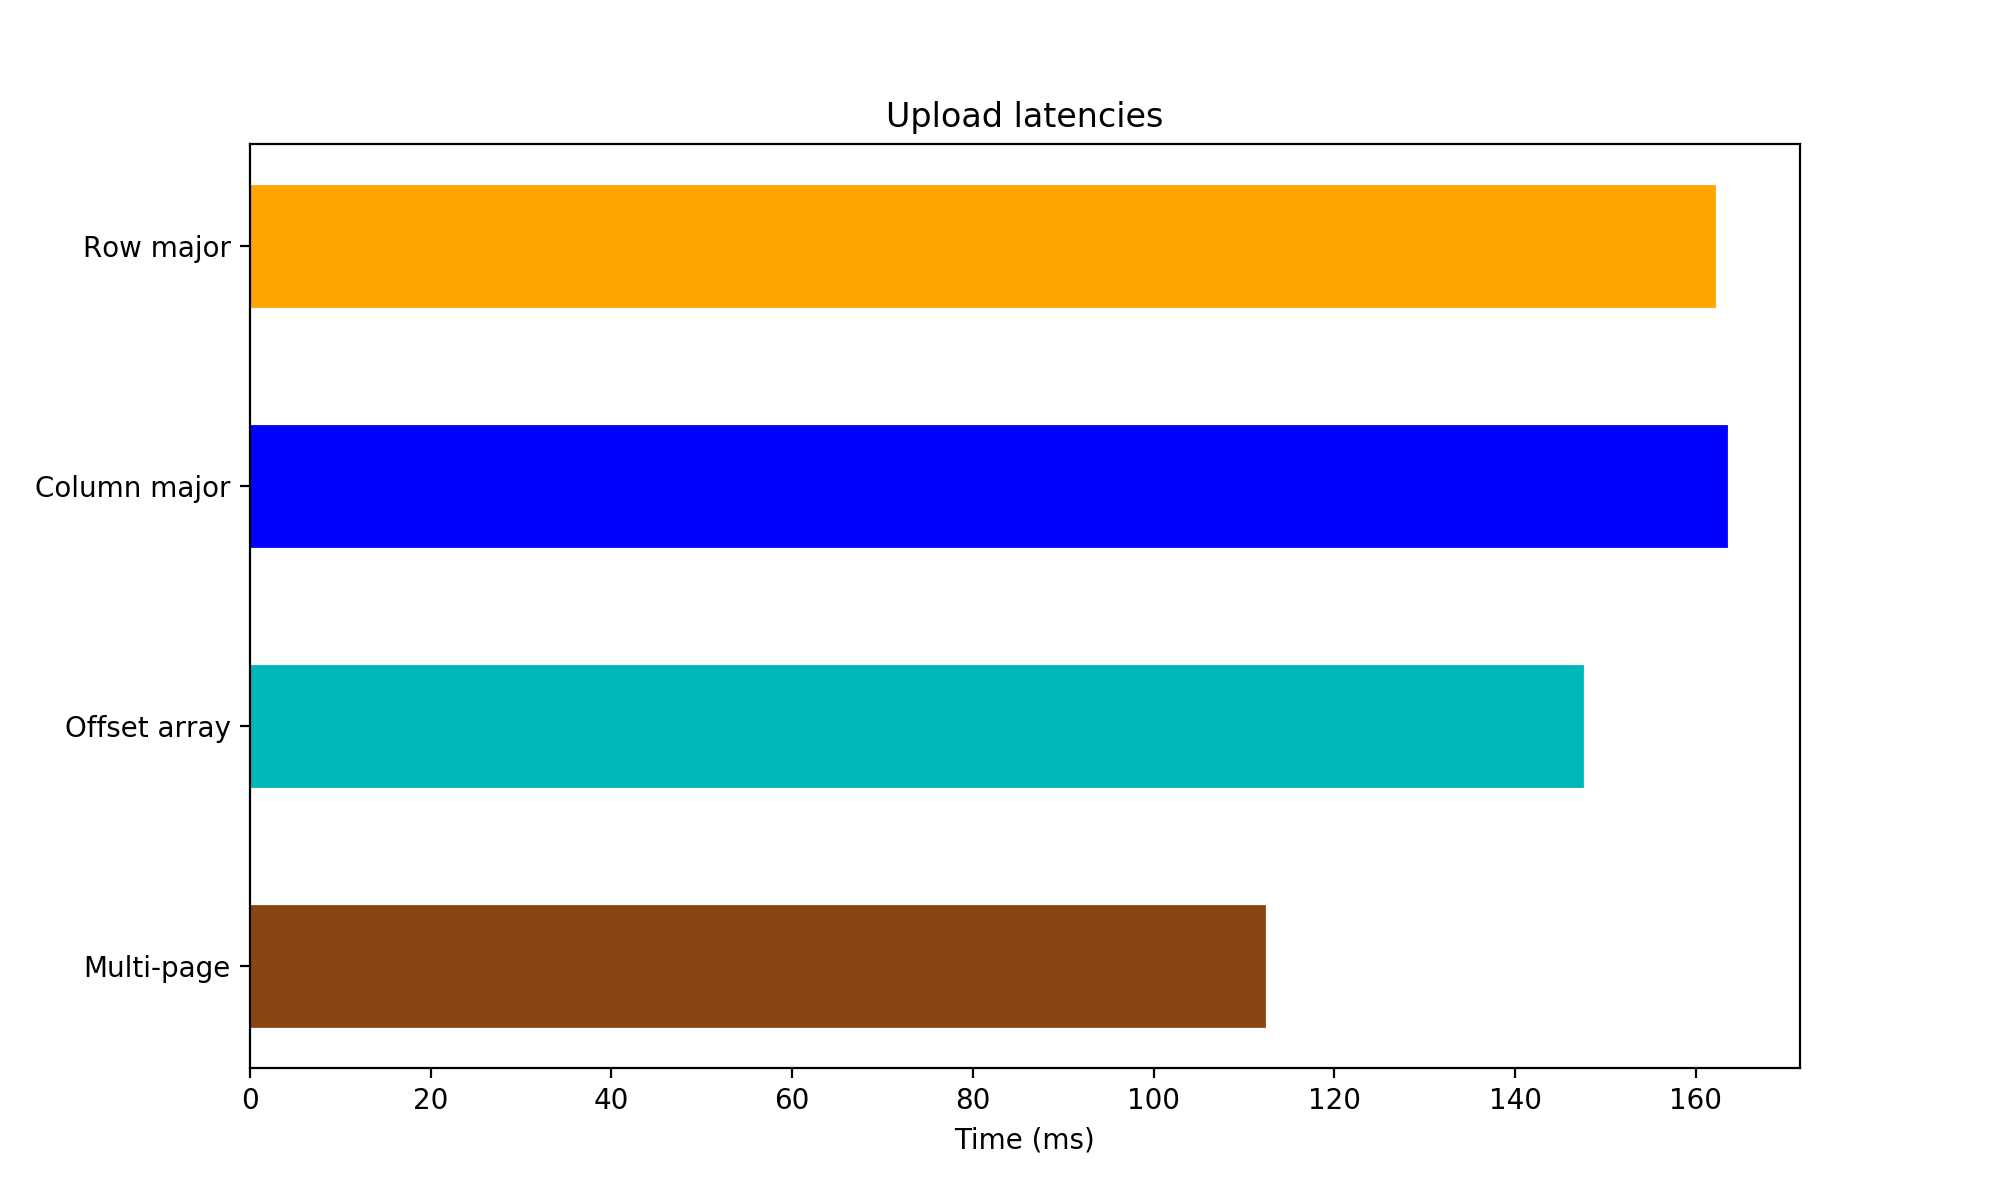 Upload latencies
Row major
Column major
Offset array
Multi-page
0 20 40 60 80 100 120 140 160
Time (ms)